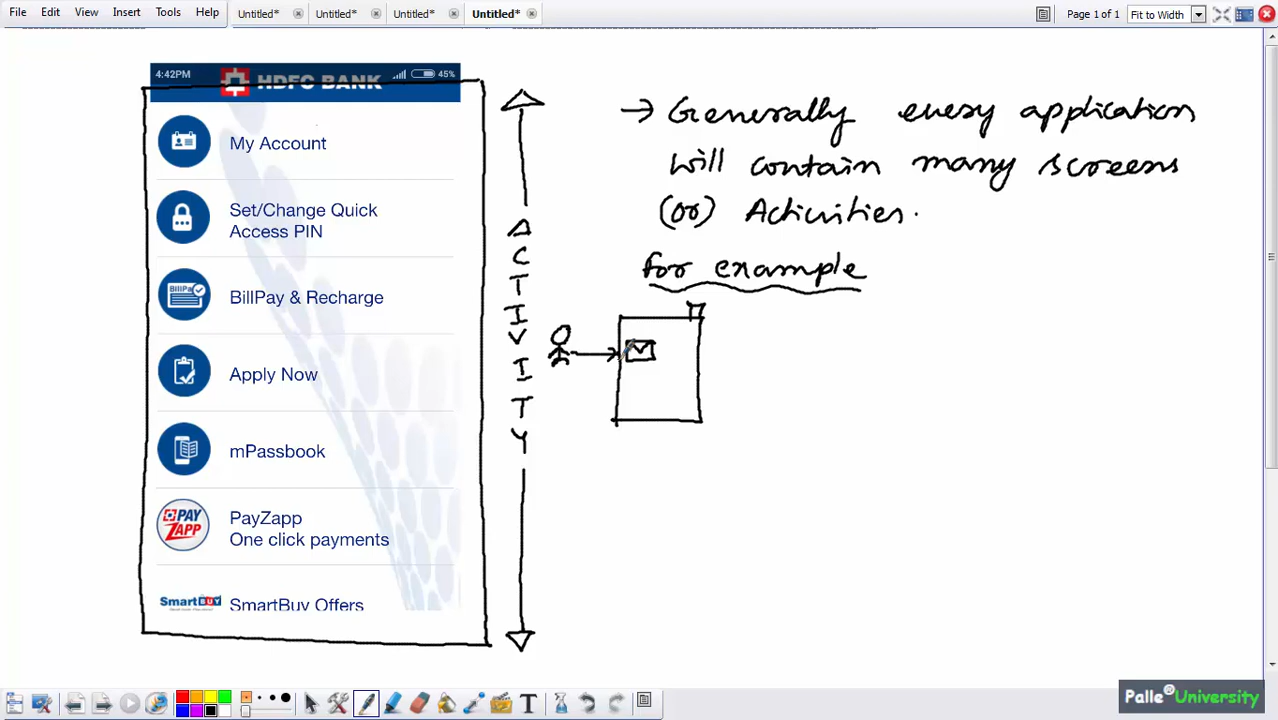 File Edit View Insert Tools Help
Untitled* Untitled* Untitled* Untitled*
Page 1 of 1 Fit to Width
4:42PM HDFC BANK 45%
My Account
Set/Change Quick
Access PIN
BillPay
BillPay & Recharge
Apply Now
mPassbook
PAY
ZAPP
PayZapp
One click payments
SmartBUY
SmartBuy Offers
ACTIVITY
→ Generally every application
will contain many screens
(or) Activities.
for example
Palle®University